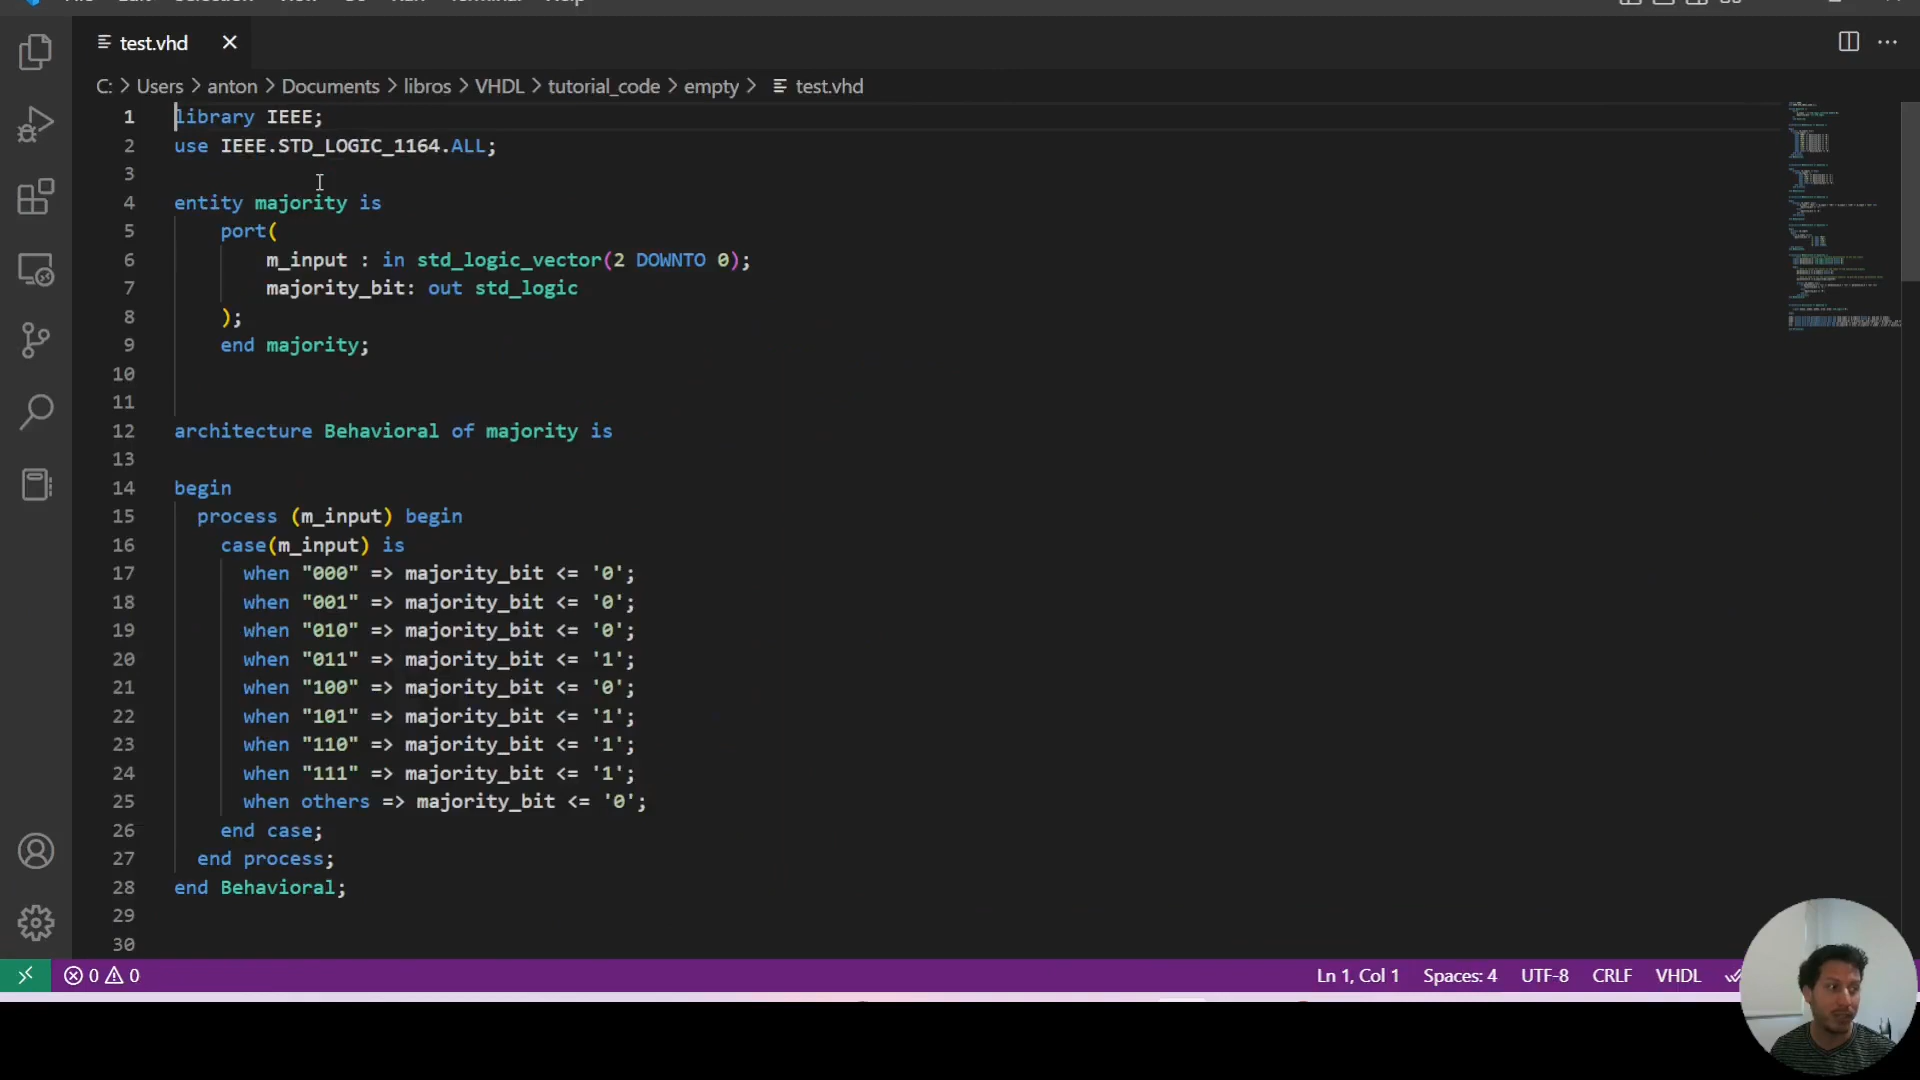 test.vhd
C: > Users > anton > Documents > libros > VHDL > tutorial_code > empty > test.vhd
1 library IEEE;
2 use IEEE.STD_LOGIC_1164.ALL;
3
4 entity majority is
5 port(
6 m_input : in std_logic_vector(2 DOWNTO 0);
7 majority_bit: out std_logic
8 );
9 end majority;
10
11
12 architecture Behavioral of majority is
13
14 begin
15 process (m_input) begin
16 case(m_input) is
17 when "000" => majority_bit <= '0';
18 when "001" => majority_bit <= '0';
19 when "010" => majority_bit <= '0';
20 when "011" => majority_bit <= '1';
21 when "100" => majority_bit <= '0';
22 when "101" => majority_bit <= '1';
23 when "110" => majority_bit <= '1';
24 when "111" => majority_bit <= '1';
25 when others => majority_bit <= '0';
26 end case;
27 end process;
28 end Behavioral;
29
30
0 0 Ln 1, Col 1 Spaces: 4 UTF-8 CRLF VHDL